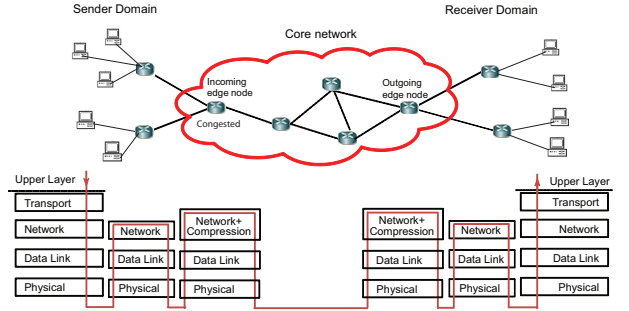 Sender Domain
Receiver Domain
Core network
Incoming
edge node
Congested
Outgoing
edge node
Upper Layer
Transport
Network
Data Link
Physical
Network
Data Link
Physical
Network+
Compression
Data Link
Physical
Network+
Compression
Data Link
Physical
Network
Data Link
Physical
Upper Layer
Transport
Network
Data Link
Physical